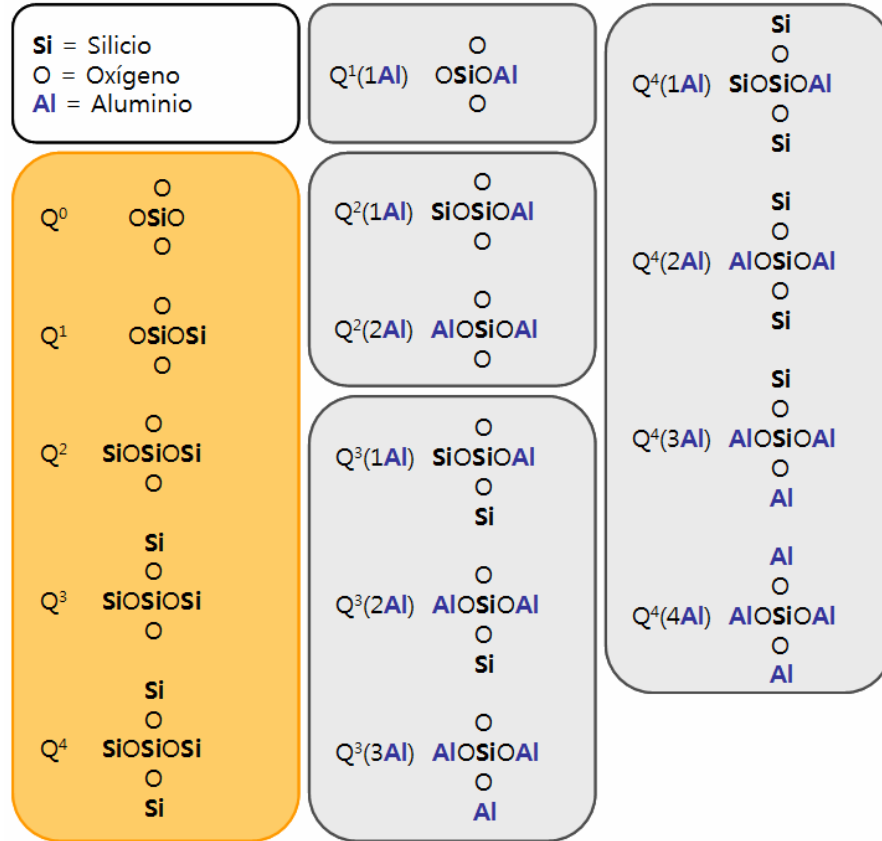 Si = Silicio
O = Oxígeno
Al = Aluminio
O
Q⁰ OSiO
O
O
Q¹ OSiOSi
O
O
Q² SiOSiOSi
O
Si
O
Q³ SiOSiOSi
O
Si
O
Q⁴ SiOSiOSi
O
Si
O
Q¹(1Al) OSiOAl
O
O
Q²(1Al) SiOSiOAl
O
O
Q²(2Al) AlOSiOAl
O
O
Q³(1Al) SiOSiOAl
O
Si
O
Q³(2Al) AlOSiOAl
O
Si
O
Q³(3Al) AlOSiOAl
O
Al
Si
O
Q⁴(1Al) SiOSiOAl
O
Si
Si
O
Q⁴(2Al) AlOSiOAl
O
Si
Si
O
Q⁴(3Al) AlOSiOAl
O
Al
Al
O
Q⁴(4Al) AlOSiOAl
O
Al